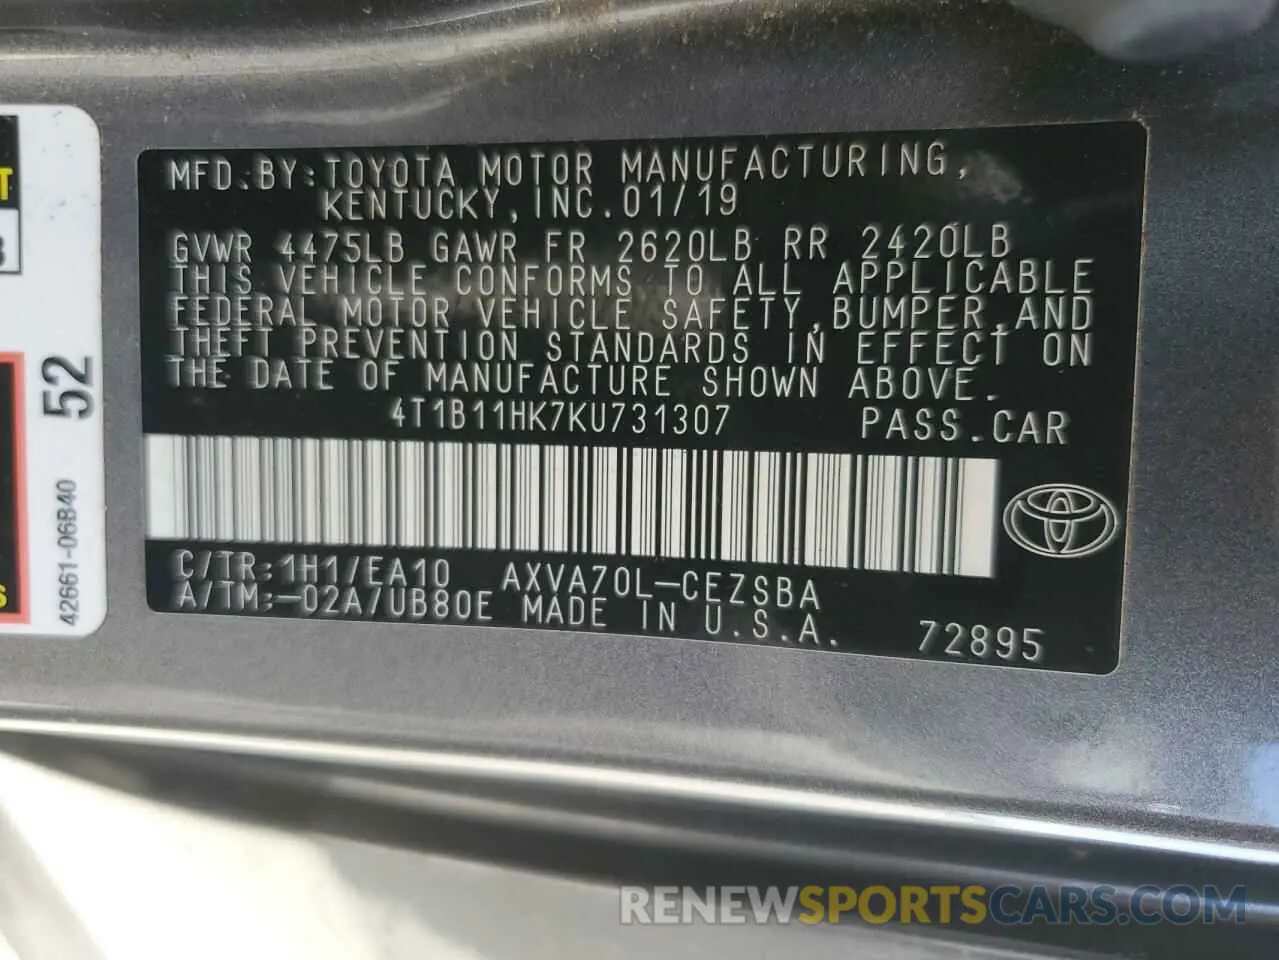 MFD.BY:TOYOTA MOTOR MANUFACTURING,
KENTUCKY,INC.01/19
GVWR 4475LB GAWR FR 2620LB RR 2420LB
THIS VEHICLE CONFORMS TO ALL APPLICABLE
FEDERAL MOTOR VEHICLE SAFETY,BUMPER,AND
THEFT PREVENTION STANDARDS IN EFFECT ON
THE DATE OF MANUFACTURE SHOWN ABOVE.
4T1B11HK7KU731307 PASS.CAR
C/TR:1H1/EA10 AXVA70L-CEZSBA
A/TM:-02A/UB80E MADE IN U.S.A. 72895
52
42661-06B40
RENEWSPORTSCARS.COM